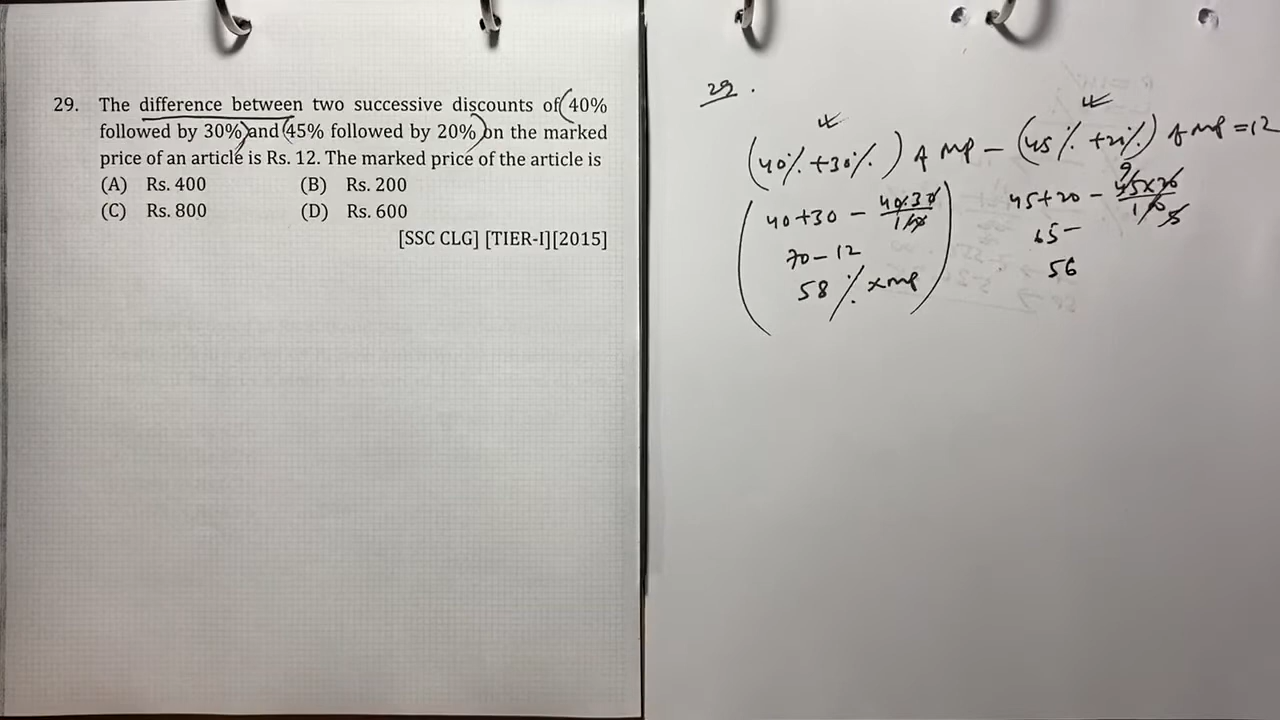 29. The difference between two successive discounts of 40%
followed by 30% and 45% followed by 20% on the marked
price of an article is Rs. 12. The marked price of the article is
(A) Rs. 400 (B) Rs. 200
(C) Rs. 800 (D) Rs. 600
[SSC CLG] [TIER-I][2015]
29.
(40% + 30%) of MP - (45% + 20%) of MP = 12
40+30 - 40×30/100
70-12
58% × MP
45+20 - 45×20/100 9 5
65-
56